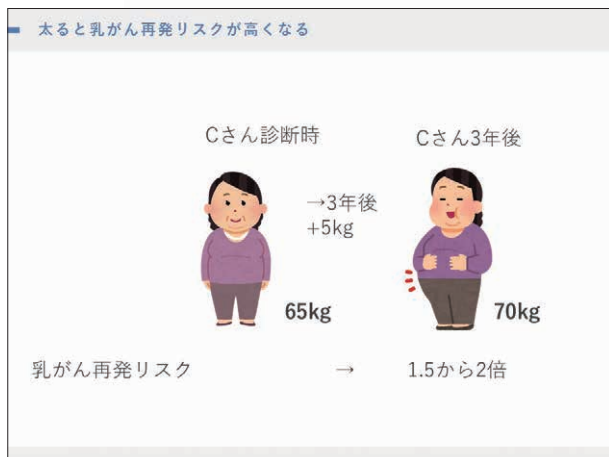 太ると乳がん再発リスクが高くなる
Cさん診断時
Cさん3年後
→3年後
+5kg
65kg
70kg
乳がん再発リスク → 1.5から2倍